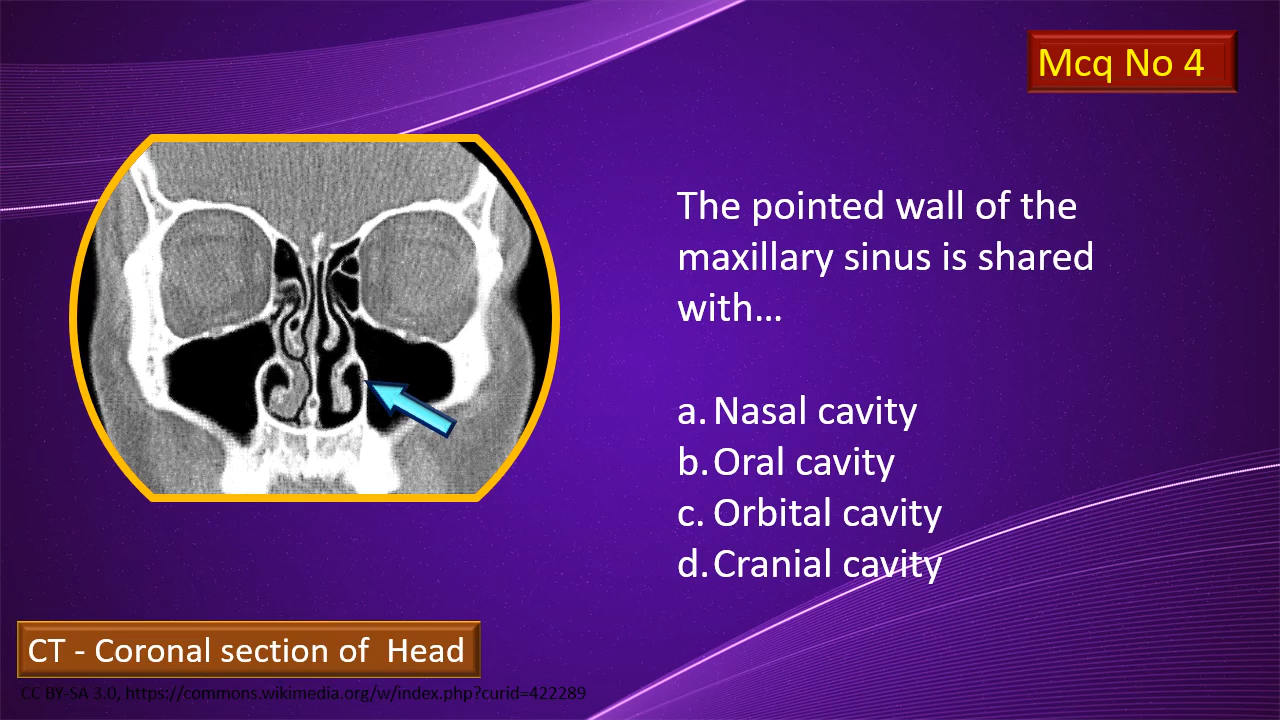 Mcq No 4
The pointed wall of the
maxillary sinus is shared
with…
a. Nasal cavity
b. Oral cavity
c. Orbital cavity
d. Cranial cavity
CT - Coronal section of  Head
CC BY-SA 3.0, https://commons.wikimedia.org/w/index.php?curid=422289